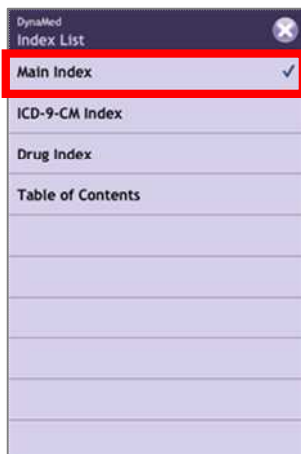 DynaMed
Index List
Main Index ✓
ICD-9-CM Index
Drug Index
Table of Contents